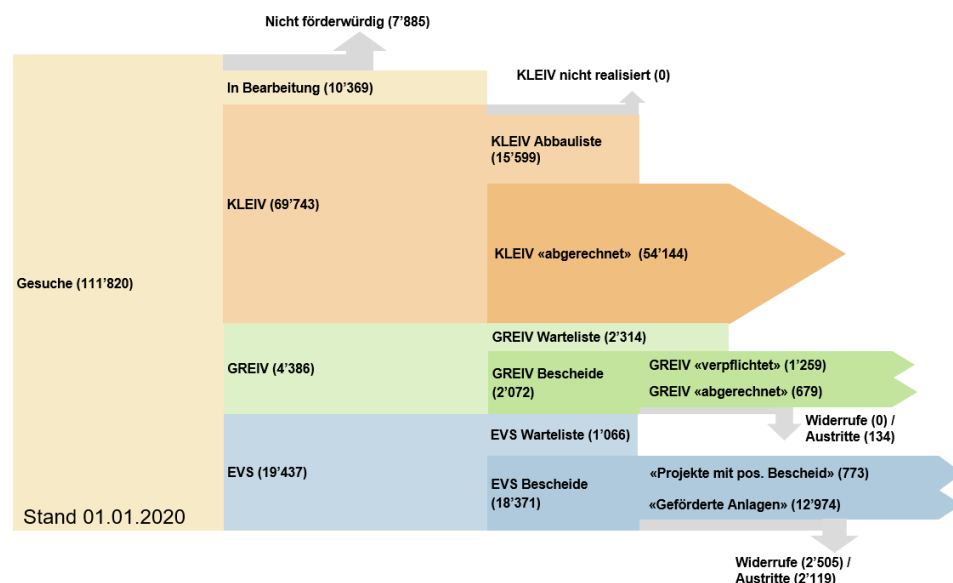 Nicht förderwürdig (7’885)
In Bearbeitung (10’369)
KLEIV nicht realisiert (0)
KLEIV Abbauliste
(15’599)
KLEIV (69’743)
KLEIV «abgerechnet» (54’144)
Gesuche (111’820)
GREIV Warteliste (2’314)
GREIV (4’386)
GREIV Bescheide
(2’072)
GREIV «verpflichtet» (1’259)
GREIV «abgerechnet» (679)
Widerrufe (0) /
Austritte (134)
EVS Warteliste (1’066)
EVS (19’437)
EVS Bescheide
(18’371)
«Projekte mit pos. Bescheid» (773)
«Geförderte Anlagen» (12’974)
Stand 01.01.2020
Widerrufe (2’505) /
Austritte (2’119)